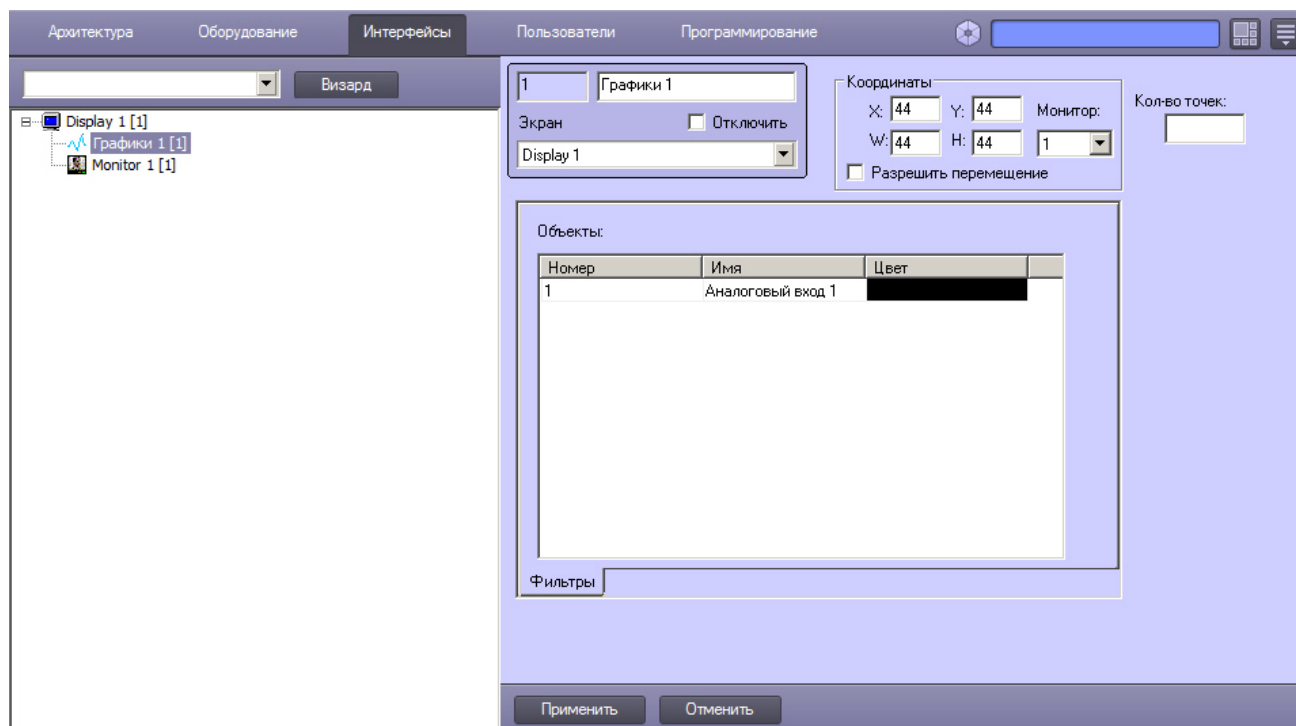 Архитектура Оборудование Интерфейсы Пользователи Программирование
Визард
Display 1 [1]
Графики 1 [1]
Monitor 1 [1]
1 Графики 1
Экран Отключить
Display 1
Координаты
X: 44 Y: 44 Монитор:
W: 44 H: 44 1
Разрешить перемещение
Кол-во точек:
Объекты:
Номер Имя Цвет
1 Аналоговый вход 1
Фильтры
Применить Отменить